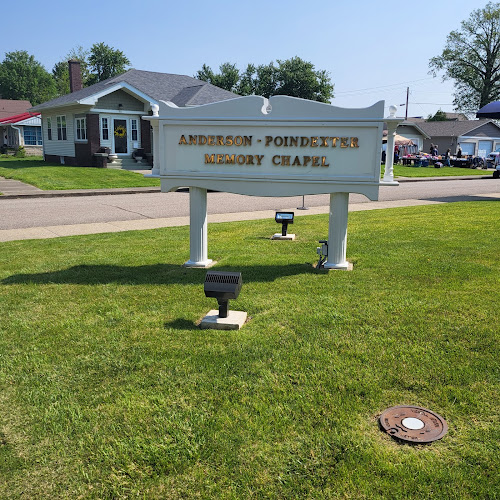 ANDERSON - POINDEXTER
MEMORY CHAPEL